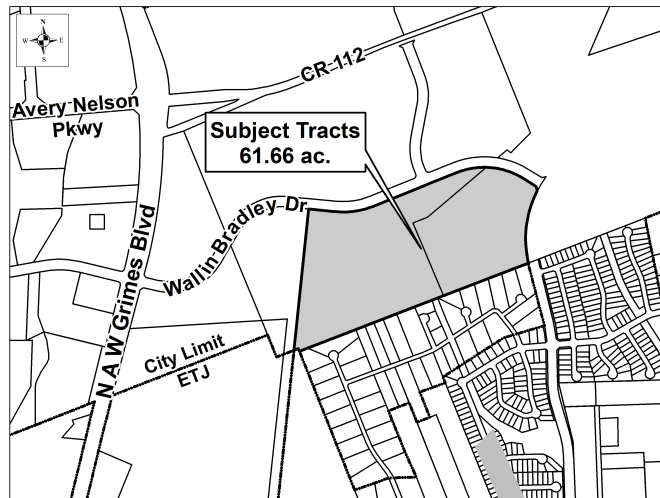 N
W E
S
CR 112
Avery Nelson
Pkwy
Subject Tracts
61.66 ac.
Wallin Bradley Dr
N A W Grimes Blvd
City Limit
ETJ